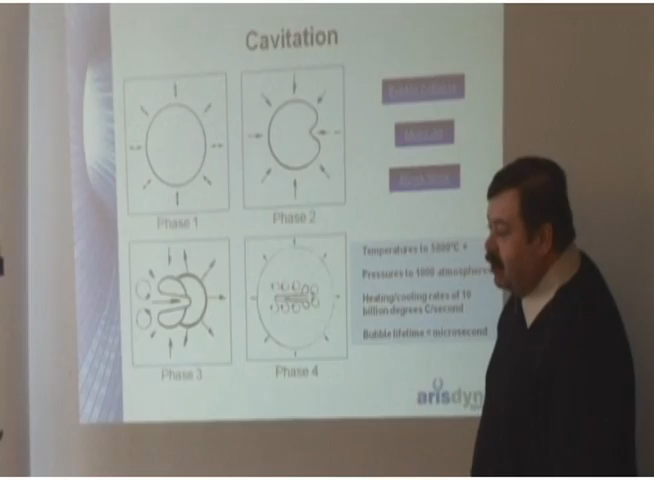 Cavitation
Phase 1
Phase 2
Phase 3
Phase 4
Temperatures to 5000°C +
Pressures to 1000 atmospheres
Heating/cooling rates of 10
billion degrees C/second
Bubble lifetime < microsecond
arisdyn